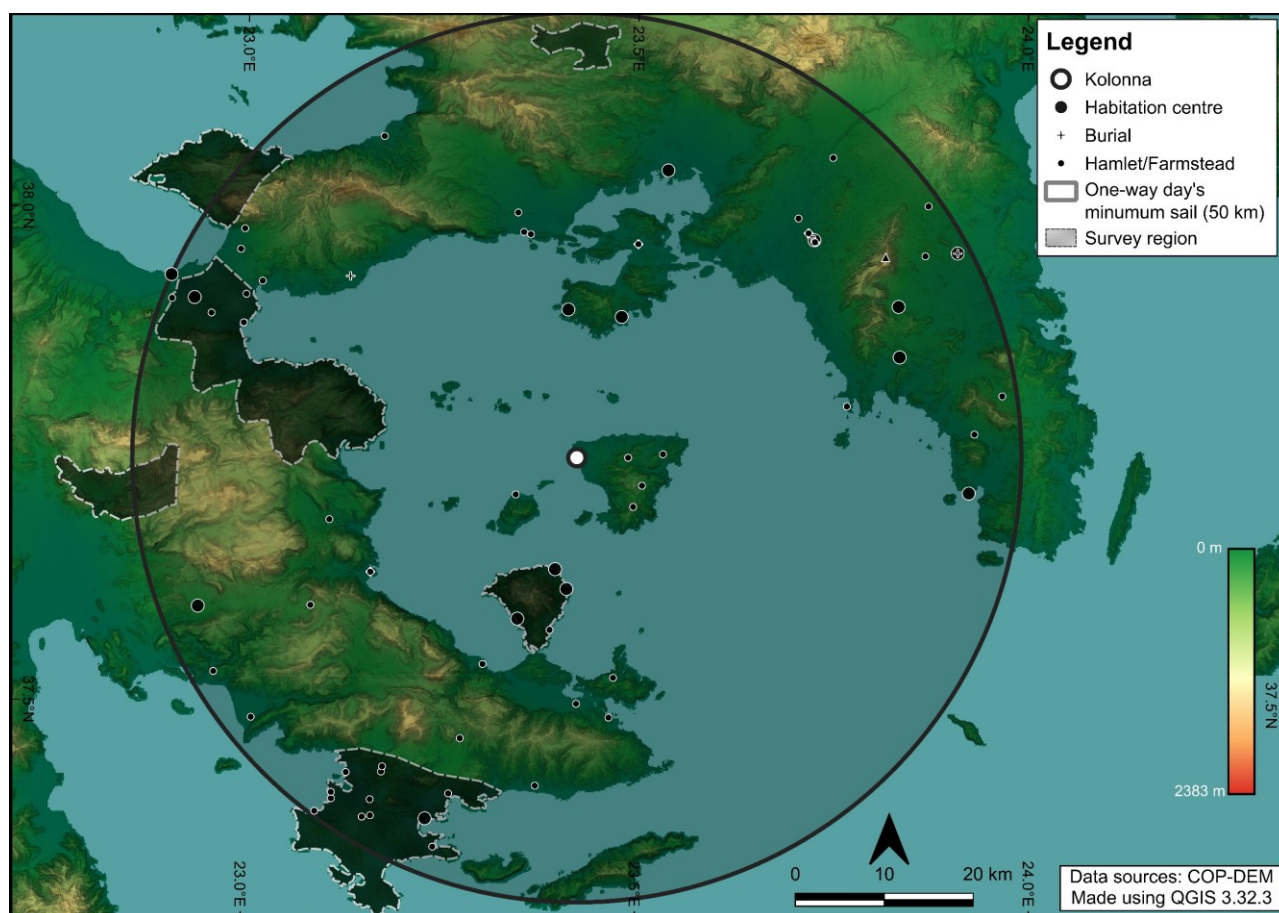 23.0°E
23.5°E
24.0°E
Legend
Kolonna
Habitation centre
Burial
Hamlet/Farmstead
One-way day's
minumum sail (50 km)
Survey region
38.0°N
0 m
37.5°N
2383 m
23.0°E
23.5°E
24.0°E
0 10 20 km
Data sources: COP-DEM
Made using QGIS 3.32.3